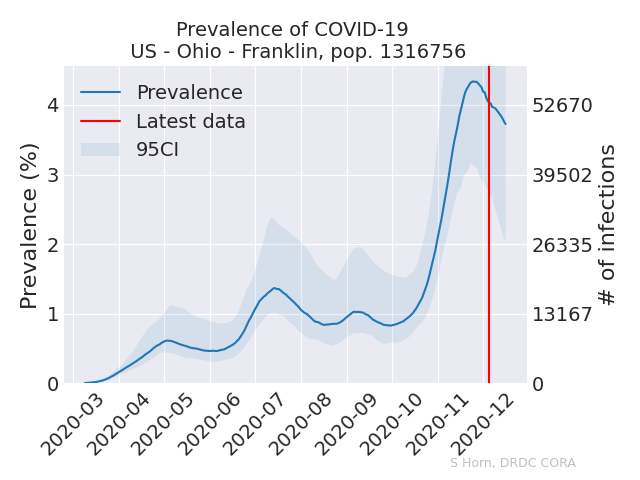 Prevalence of COVID-19
US - Ohio - Franklin, pop. 1316756
Prevalence
Latest data
95CI
Prevalence (%)
4
3
2
1
0
52670
39502
26335
13167
0
# of infections
2020-03
2020-04
2020-05
2020-06
2020-07
2020-08
2020-09
2020-10
2020-11
2020-12
S Horn, DRDC CORA